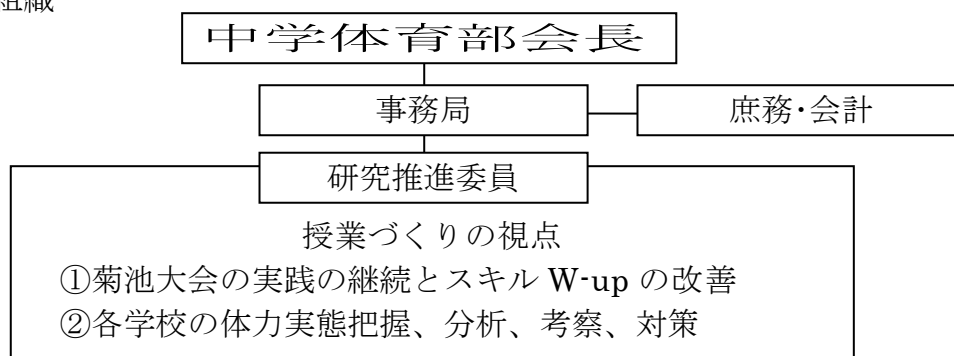 組織
中学体育部会長
事務局
庶務・会計
研究推進委員
授業づくりの視点
①菊池大会の実践の継続とスキル W-up の改善
②各学校の体力実態把握、分析、考察、対策